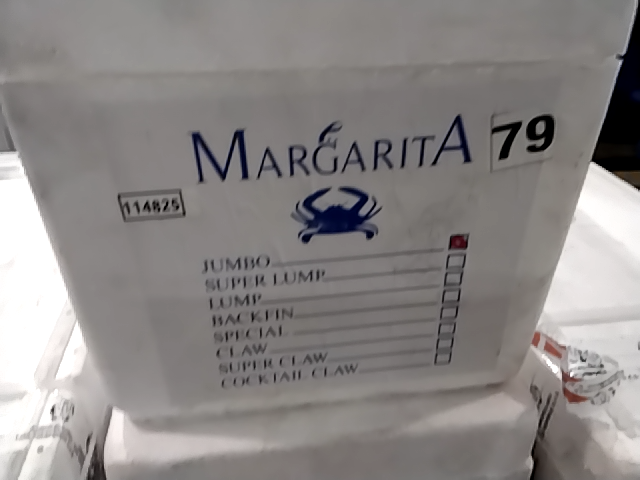 MARGARITA
79
114825
JUMBO
SUPER LUMP
LUMP
BACKFIN
SPECIAL
CLAW
SUPER CLAW
COCKTAIL CLAW